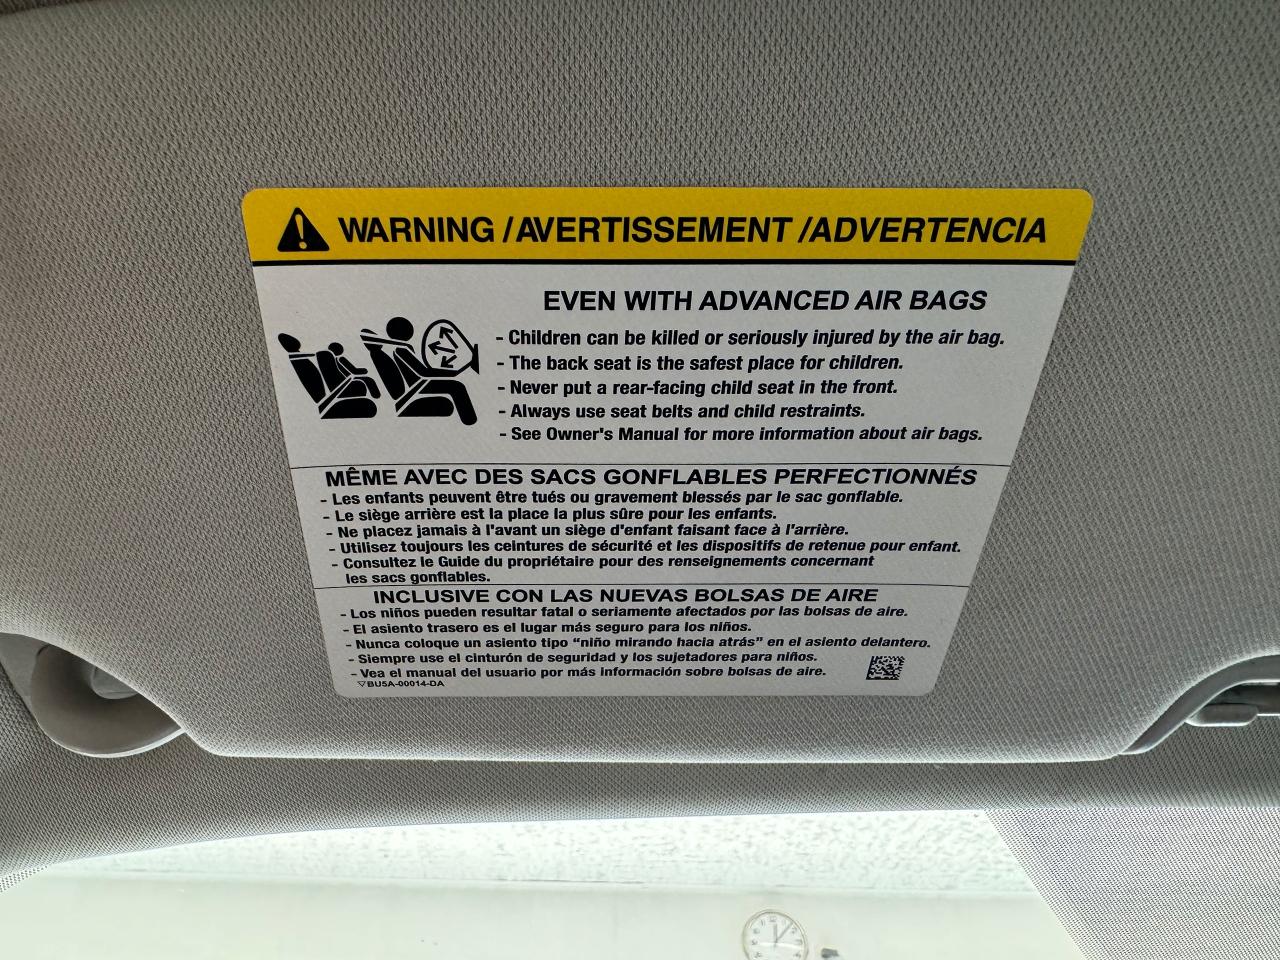 WARNING / AVERTISSEMENT / ADVERTENCIA
EVEN WITH ADVANCED AIR BAGS
- Children can be killed or seriously injured by the air bag.
- The back seat is the safest place for children.
- Never put a rear-facing child seat in the front.
- Always use seat belts and child restraints.
- See Owner's Manual for more information about air bags.
MÊME AVEC DES SACS GONFLABLES PERFECTIONNÉS
- Les enfants peuvent être tués ou gravement blessés par le sac gonflable.
- Le siège arrière est la place la plus sûre pour les enfants.
- Ne placez jamais à l'avant un siège d'enfant faisant face à l'arrière.
- Utilisez toujours les ceintures de sécurité et les dispositifs de retenue pour enfant.
- Consultez le Guide du propriétaire pour des renseignements concernant
les sacs gonflables.
INCLUSIVE CON LAS NUEVAS BOLSAS DE AIRE
- Los niños pueden resultar fatal o seriamente afectados por las bolsas de aire.
- El asiento trasero es el lugar más seguro para los niños.
- Nunca coloque un asiento tipo “niño mirando hacia atrás” en el asiento delantero.
- Siempre use el cinturón de seguridad y los sujetadores para niños.
- Vea el manual del usuario por más información sobre bolsas de aire.
▽BU5A-00014-DA